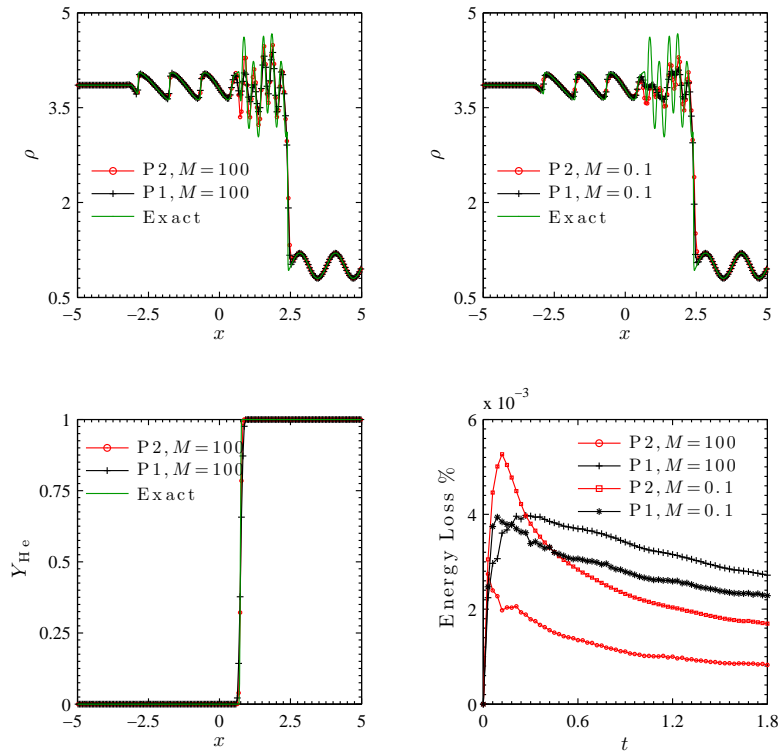 5
3.5
2
0.5
ρ
P2, M=100
P1, M=100
Exact
−5 −2.5 0 2.5 5
x
5
3.5
2
0.5
ρ
P2, M=0.1
P1, M=0.1
Exact
−5 −2.5 0 2.5 5
x
1
0.75
0.5
0.25
0
Y_He
P2, M=100
P1, M=100
Exact
−5 −2.5 0 2.5 5
x
x 10⁻³
6
4
2
0
Energy Loss %
P2, M=100
P1, M=100
P2, M=0.1
P1, M=0.1
0 0.6 1.2 1.8
t